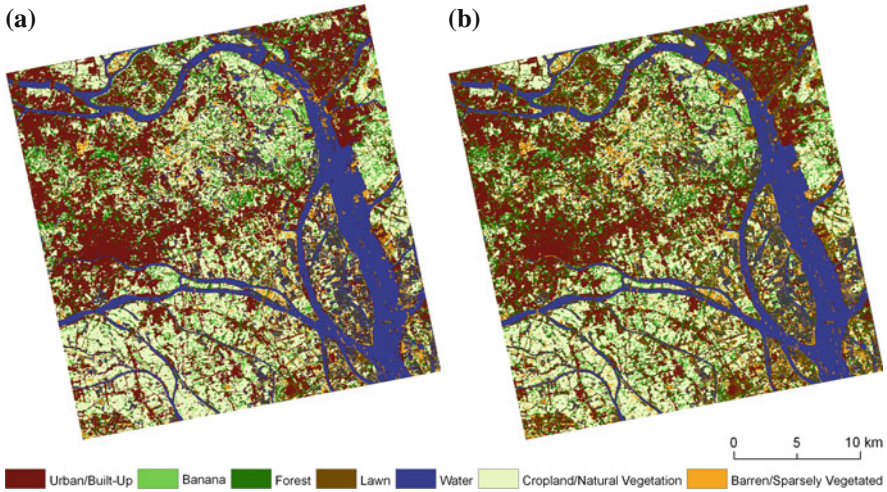 (a)
(b)
0 5 10 km
Urban/Built-Up Banana Forest Lawn Water Cropland/Natural Vegetation Barren/Sparsely Vegetated